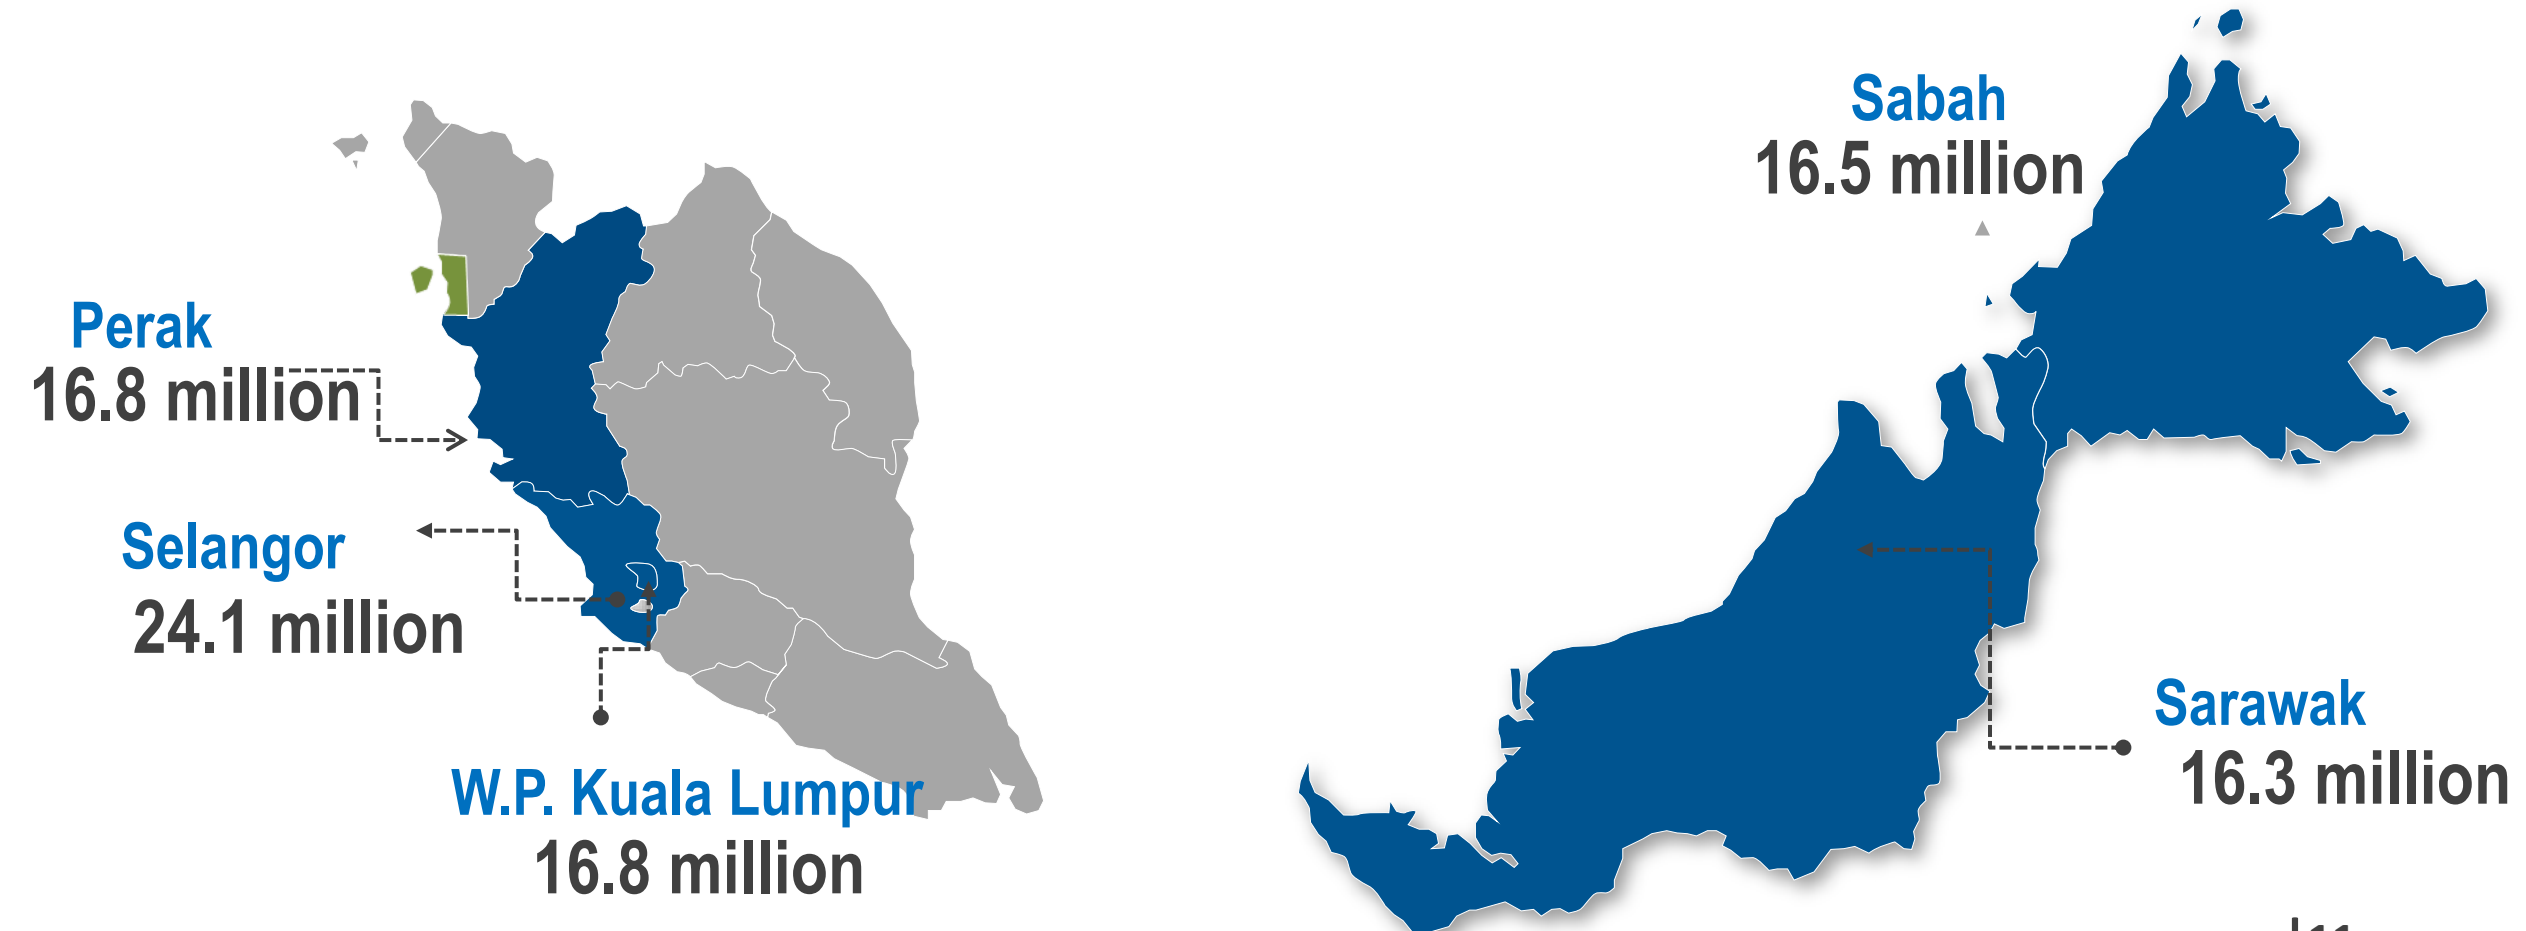 Sabah
16.5 million
Perak
16.8 million
Selangor
24.1 million
Sarawak
16.3 million
W.P. Kuala Lumpur
16.8 million